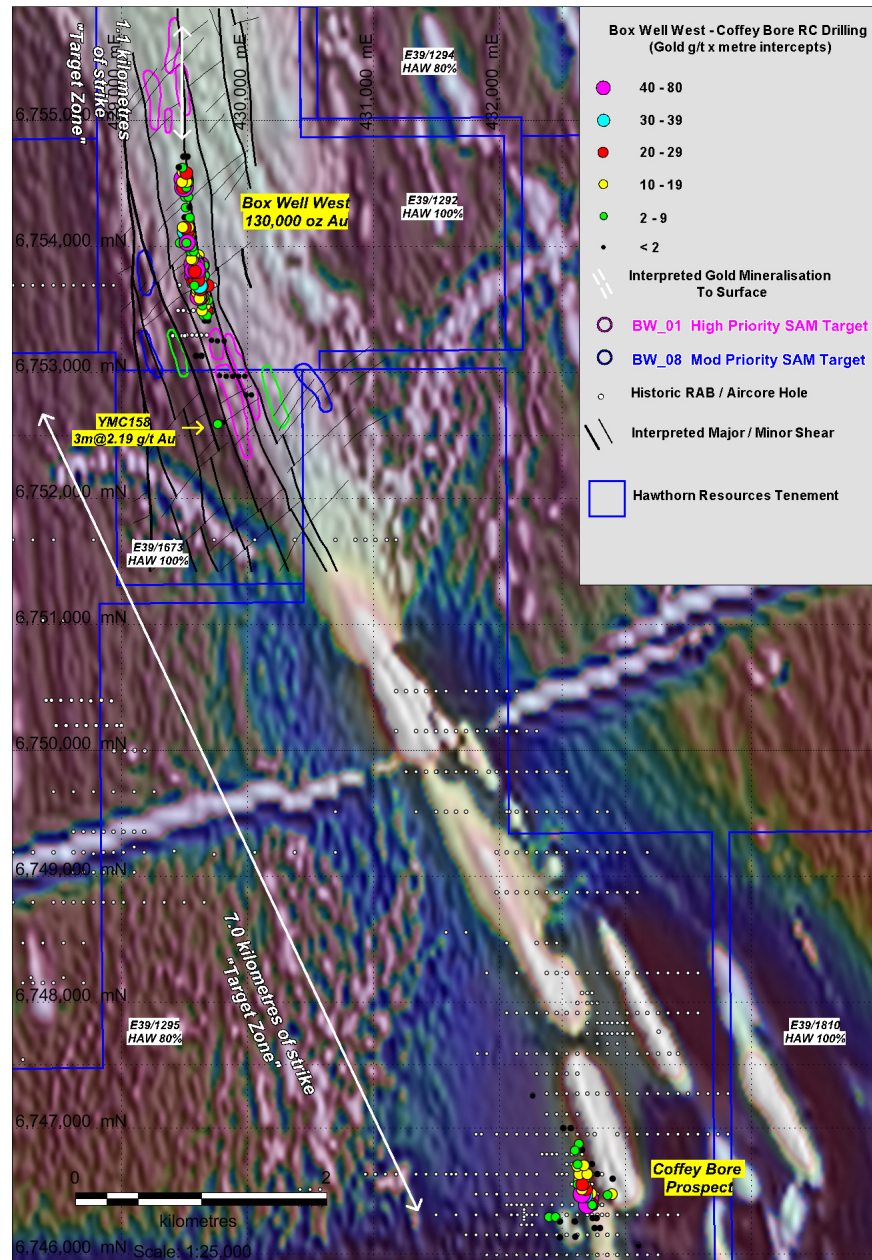 Box Well West - Coffey Bore RC Drilling
(Gold g/t x metre intercepts)
40 - 80
30 - 39
20 - 29
10 - 19
2 - 9
< 2
Interpreted Gold Mineralisation
To Surface
BW_01 High Priority SAM Target
BW_08 Mod Priority SAM Target
Historic RAB / Aircore Hole
Interpreted Major / Minor Shear
Hawthorn Resources Tenement
1.1 kilometres
of strike
"Target Zone"
430,000 mE
431,000 mE
432,000 mE
E39/1294
HAW 80%
6,755,000 mN
E39/1292
HAW 100%
Box Well West
130,000 oz Au
6,754,000 mN
6,753,000 mN
YMC158
3m@2.19 g/t Au
6,752,000 mN
E39/1673
HAW 100%
6,751,000 mN
6,750,000 mN
6,749,000 mN
7.0 kilometres of strike
"Target Zone"
6,748,000 mN
E39/1295
HAW 80%
E39/1810
HAW 100%
6,747,000 mN
Coffey Bore
Prospect
0 2
kilometres
Scale: 1:25,000
6,746,000 mN